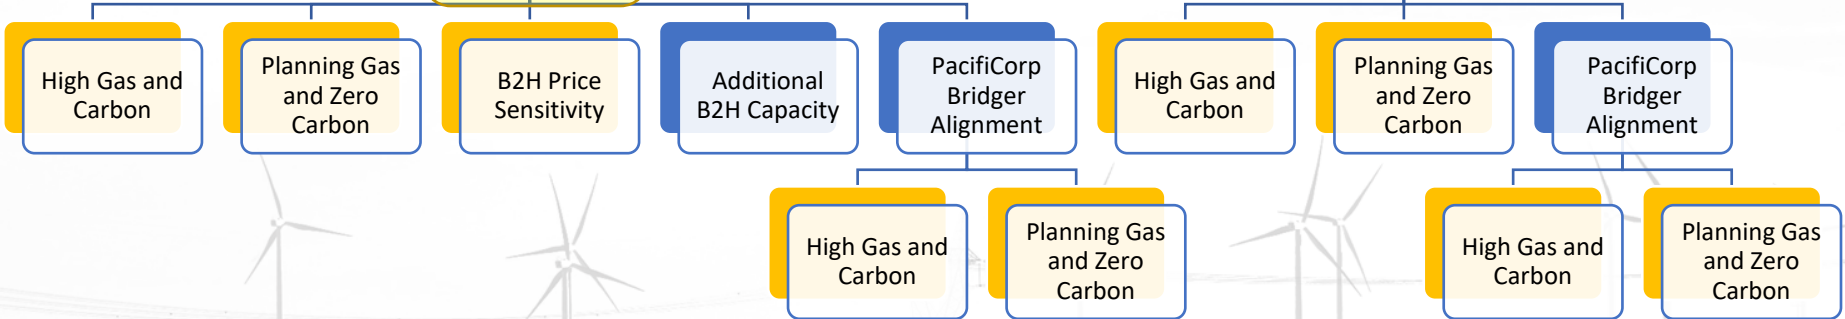 High Gas and
Carbon
Planning Gas
and Zero
Carbon
B2H Price
Sensitivity
Additional
B2H Capacity
PacifiCorp
Bridger
Alignment
High Gas and
Carbon
Planning Gas
and Zero
Carbon
PacifiCorp
Bridger
Alignment
High Gas and
Carbon
Planning Gas
and Zero
Carbon
High Gas and
Carbon
Planning Gas
and Zero
Carbon